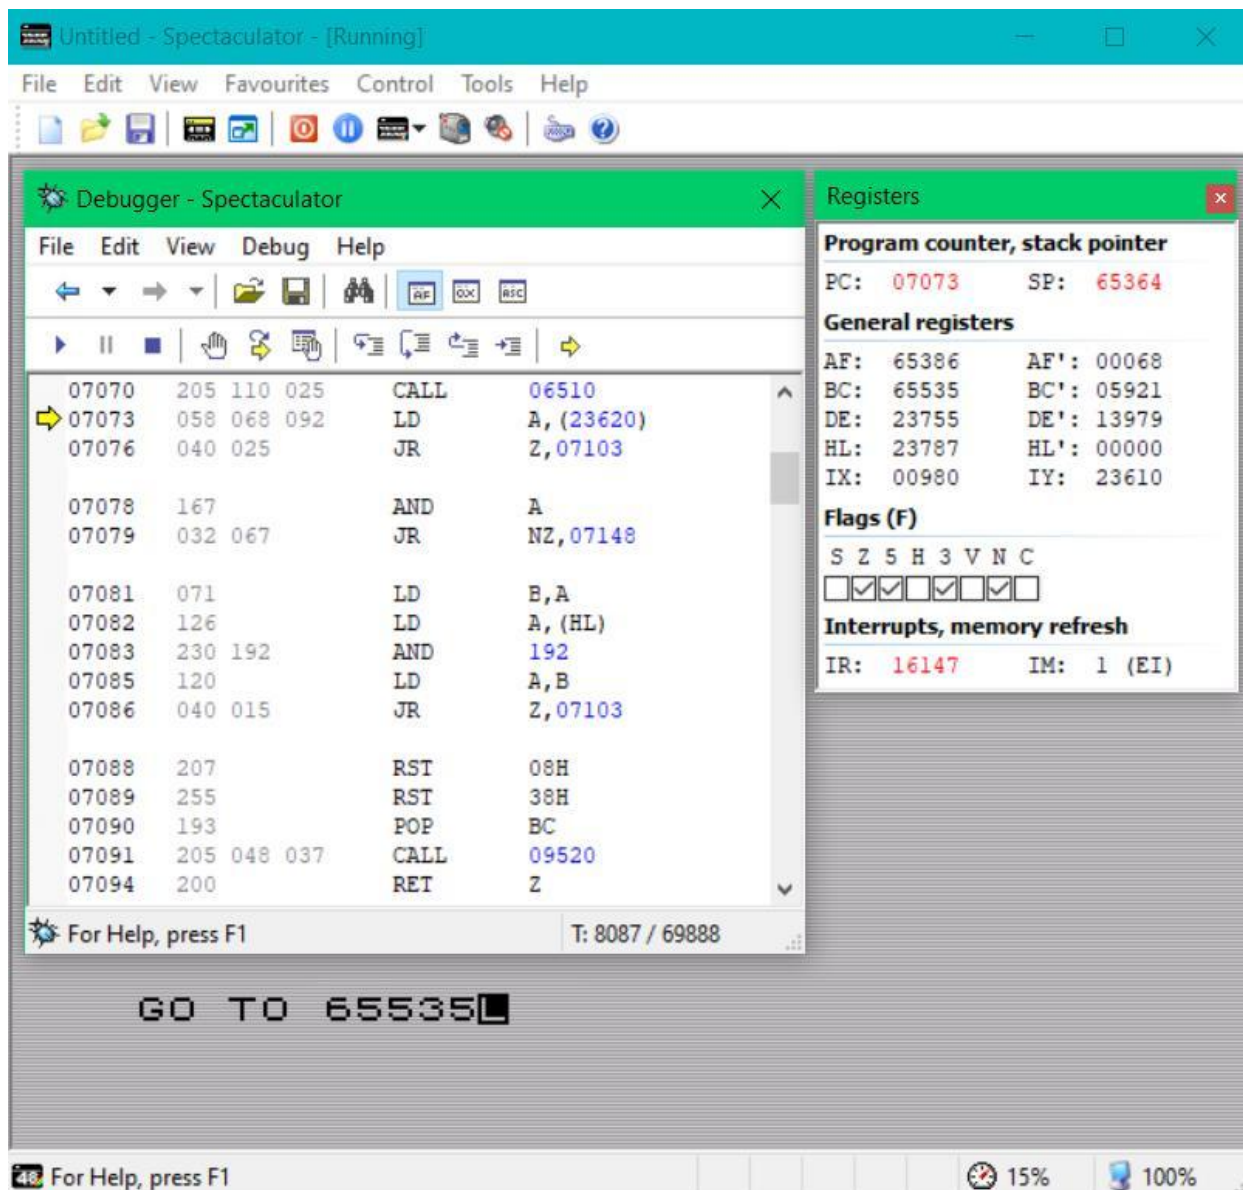 Untitled - Spectaculator - [Running]
File Edit View Favourites Control Tools Help
Debugger - Spectaculator
File Edit View Debug Help
AF 0X ASC
07070 205 110 025 CALL 06510
07073 058 068 092 LD A,(23620)
07076 040 025 JR Z,07103
07078 167 AND A
07079 032 067 JR NZ,07148
07081 071 LD B,A
07082 126 LD A,(HL)
07083 230 192 AND 192
07085 120 LD A,B
07086 040 015 JR Z,07103
07088 207 RST 08H
07089 255 RST 38H
07090 193 POP BC
07091 205 048 037 CALL 09520
07094 200 RET Z
For Help, press F1 T: 8087 / 69888
Registers
Program counter, stack pointer
PC: 07073 SP: 65364
General registers
AF: 65386 AF': 00068
BC: 65535 BC': 05921
DE: 23755 DE': 13979
HL: 23787 HL': 00000
IX: 00980 IY: 23610
Flags (F)
S Z 5 H 3 V N C
Interrupts, memory refresh
IR: 16147 IM: 1 (EI)
GO TO 65535L
48 For Help, press F1 15% 100%